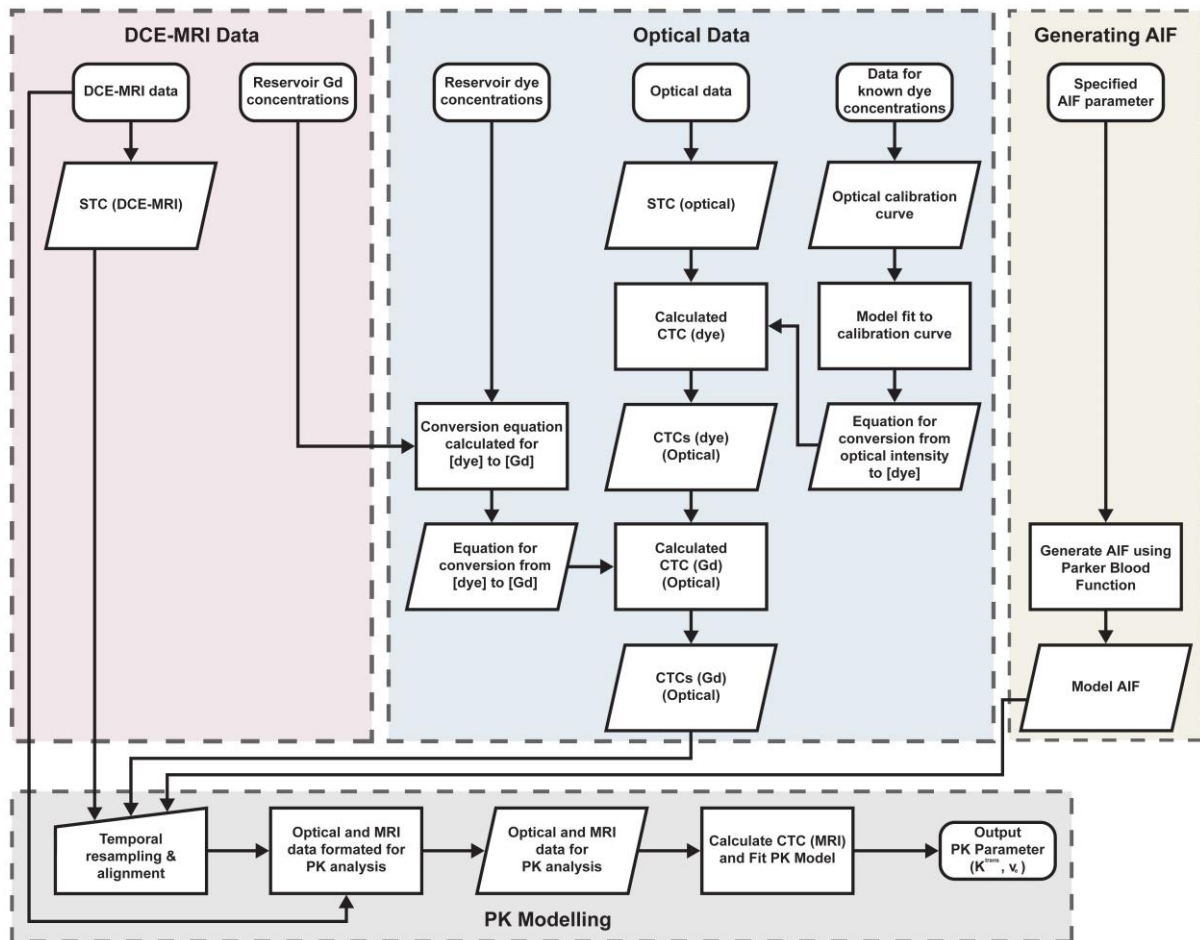 DCE-MRI Data
DCE-MRI data
Reservoir Gd
concentrations
STC (DCE-MRI)
Optical Data
Reservoir dye
concentrations
Optical data
Data for
known dye
concentrations
STC (optical)
Optical calibration
curve
Calculated
CTC (dye)
Model fit to
calibration curve
Conversion equation
calculated for
[dye] to [Gd]
CTCs (dye)
(Optical)
Equation for
conversion from
optical intensity
to [dye]
Equation for
conversion from
[dye] to [Gd]
Calculated
CTC (Gd)
(Optical)
CTCs (Gd)
(Optical)
Generating AIF
Specified
AIF parameter
Generate AIF using
Parker Blood
Function
Model AIF
Temporal
resampling &
alignment
Optical and MRI
data formated for
PK analysis
Optical and MRI
data for
PK analysis
Calculate CTC (MRI)
and Fit PK Model
Output
PK Parameter
(K^trans, v_e)
PK Modelling